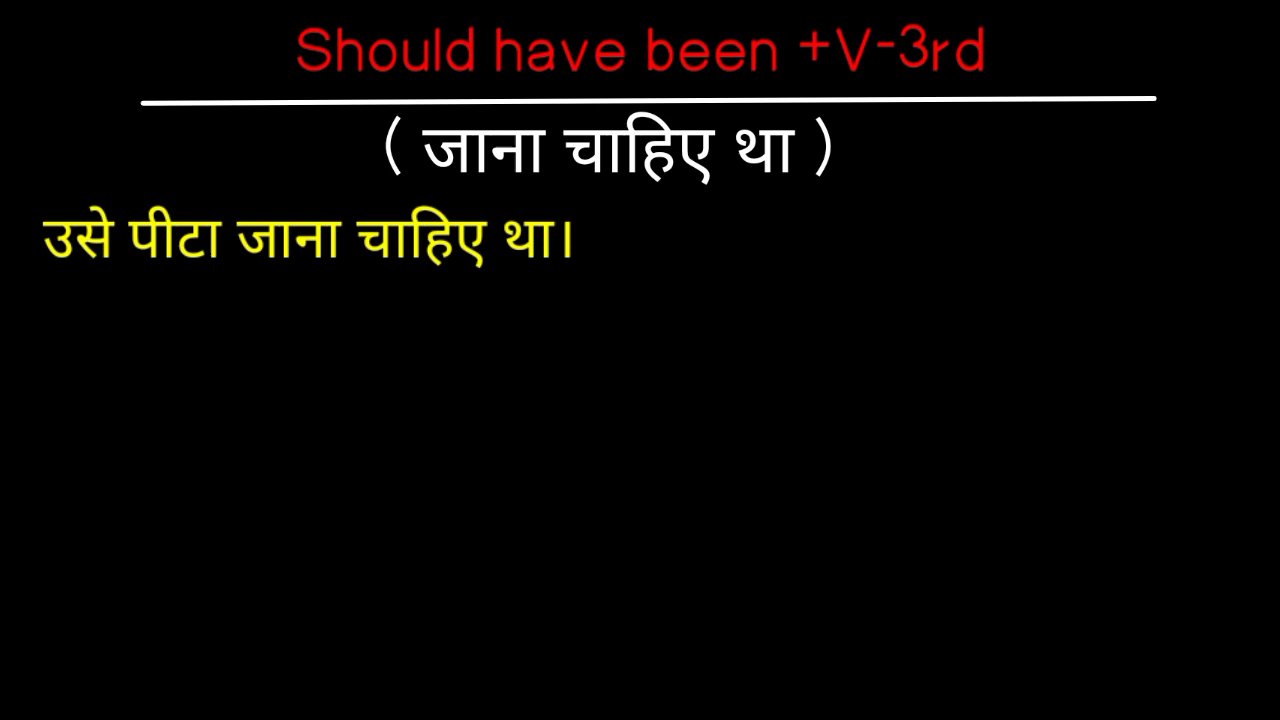 Should have been +V-3rd
( जाना चाहिए था )
उसे पीटा जाना चाहिए था।